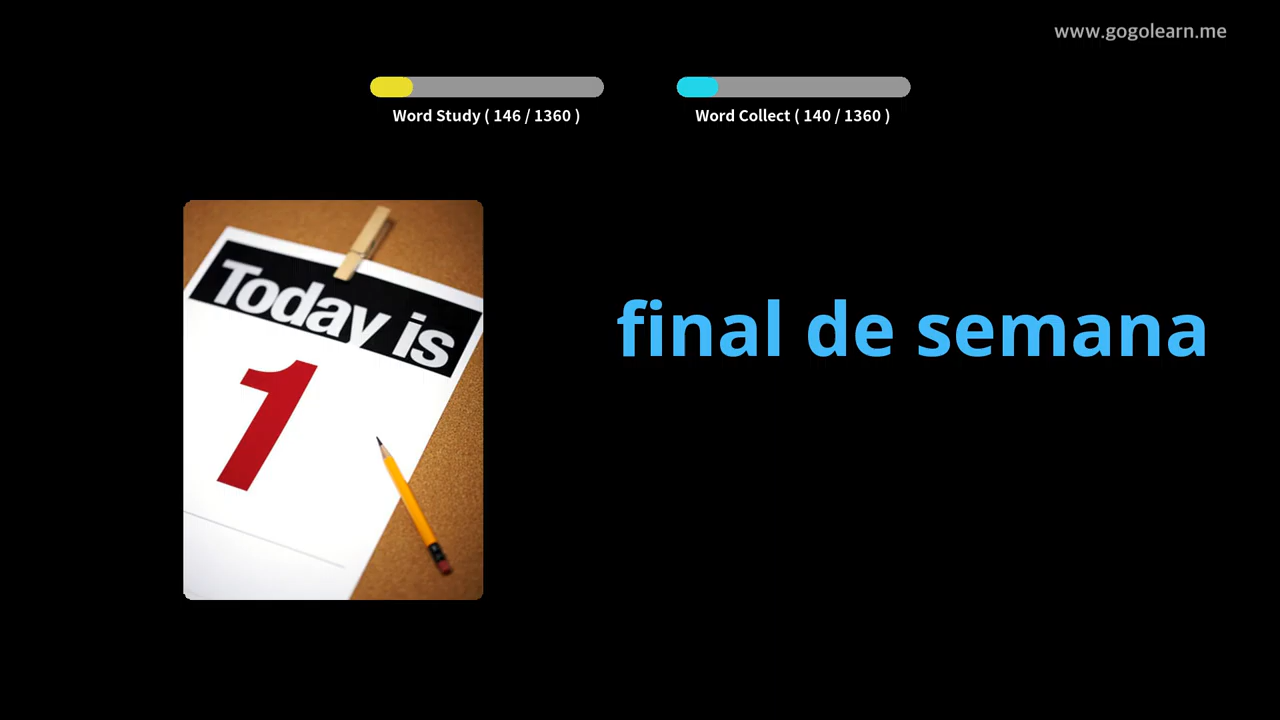 www.gogolearn.me
Word Study ( 146 / 1360 )
Word Collect ( 140 / 1360 )
Today is
1
final de semana